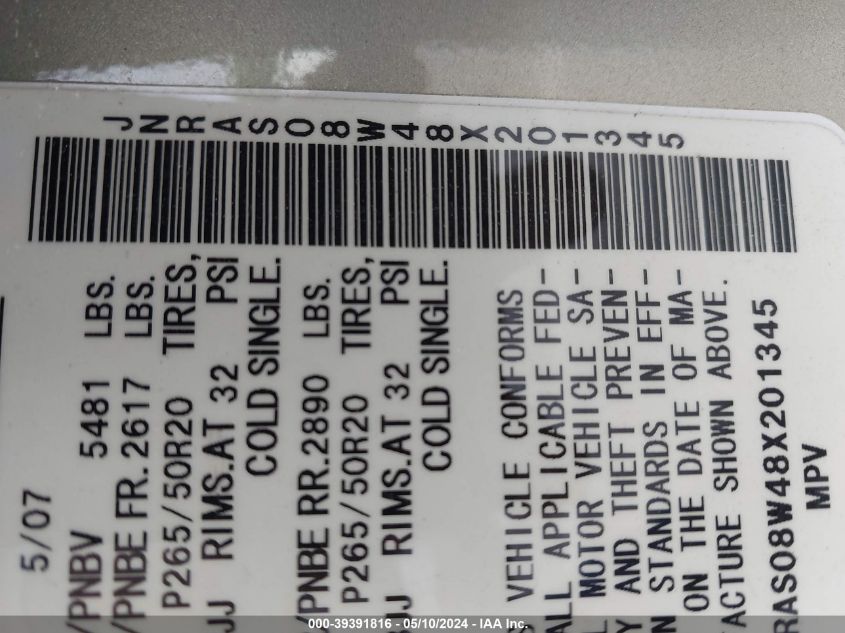 JNRAS08W48X201345
5/07
/PNBV 5481 LBS.
/PNBE FR.2617 LBS.
P265/50R20 TIRES,
JJ RIMS.AT 32 PSI
COLD SINGLE.
/PNBE RR.2890 LBS.
P265/50R20 TIRES,
JJ RIMS.AT 32 PSI
COLD SINGLE.
VEHICLE CONFORMS
ALL APPLICABLE FED-
L MOTOR VEHICLE SA-
Y AND THEFT PREVEN-
N STANDARDS IN EFF-
ON THE DATE OF MA-
ACTURE SHOWN ABOVE.
RAS08W48X201345
MPV
000-39391816 - 05/10/2024 - IAA Inc.